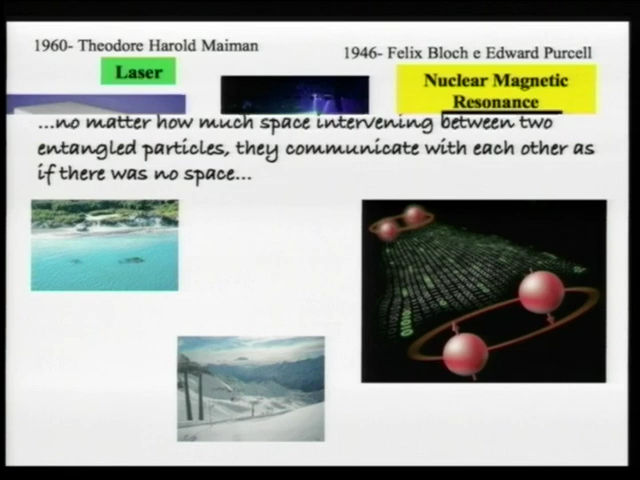 1960- Theodore Harold Maiman
1946- Felix Bloch e Edward Purcell
Laser
Nuclear Magnetic
Resonance
...no matter how much space intervening between two
entangled particles, they communicate with each other as
if there was no space...